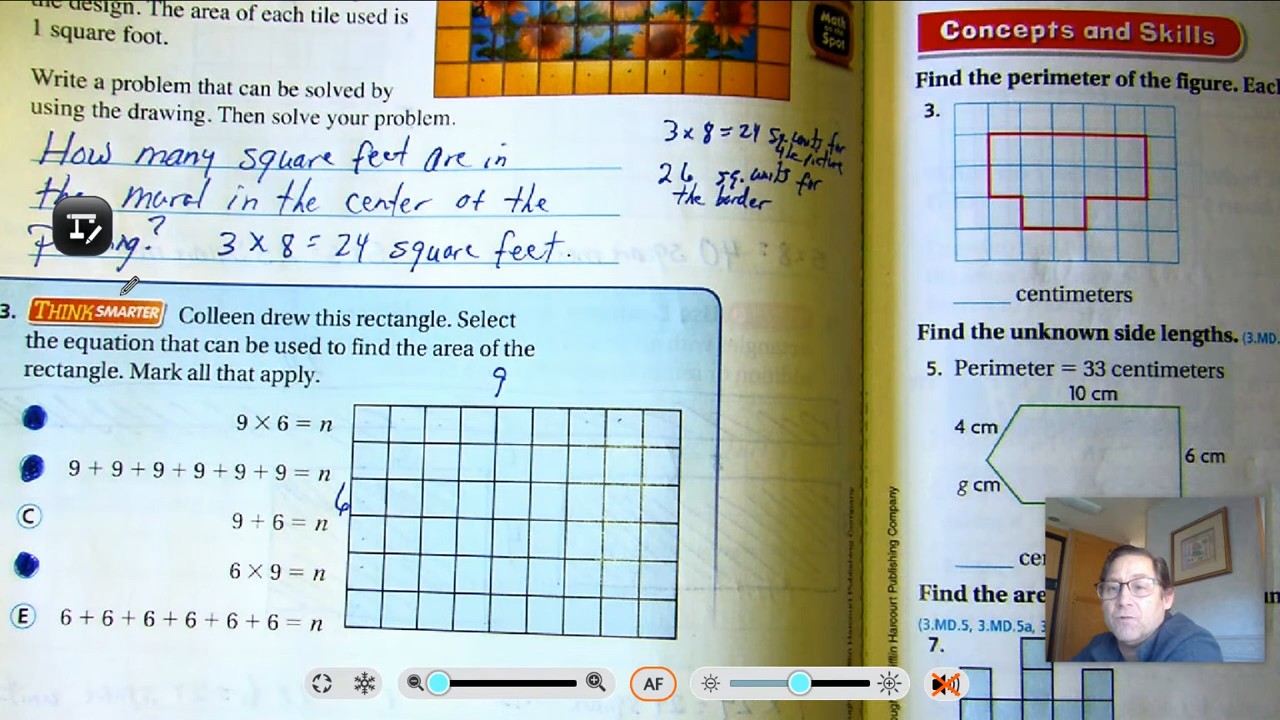 the design. The area of each tile used is
1 square foot.
Write a problem that can be solved by
using the drawing. Then solve your problem.
How many square feet are in
the mural in the center of the
3 × 8 = 24 square feet.
Math
on the
Spot
3 × 8 = 24 sq. units for
the picture
26 sq. units for
the border
3. THINK SMARTER Colleen drew this rectangle. Select
the equation that can be used to find the area of the
rectangle. Mark all that apply.
9
6
9 × 6 = n
9 + 9 + 9 + 9 + 9 + 9 = n
C 9 + 6 = n
6 × 9 = n
E 6 + 6 + 6 + 6 + 6 + 6 = n
Houghton Mifflin Harcourt Publishing Company
Concepts and Skills
Find the perimeter of the figure. Each
3.
centimeters
Find the unknown side lengths. (3.MD.
5. Perimeter = 33 centimeters
10 cm
4 cm
6 cm
g cm
Find the are
(3.MD.5, 3.MD.5a, 3
7.
AF